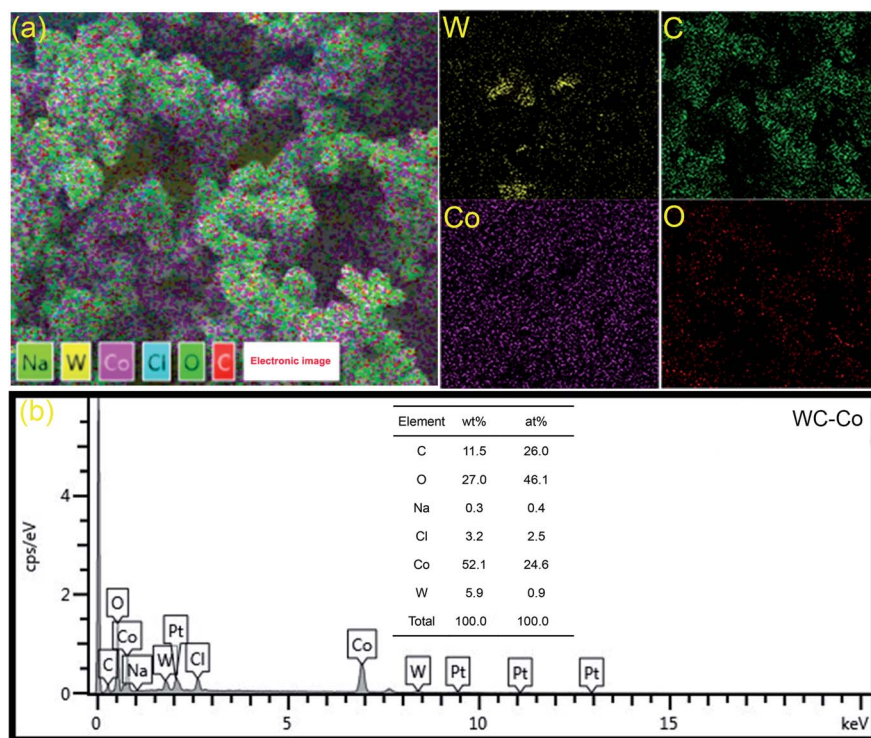 (a)
W
C
Co
O
Na W Co Cl O C Electronic image
(b)
WC-Co
Element wt% at%
C 11.5 26.0
O 27.0 46.1
Na 0.3 0.4
Cl 3.2 2.5
Co 52.1 24.6
W 5.9 0.9
Total 100.0 100.0
cps/eV
4
2
0
O
Co
Pt
C
Na
W
Cl
Co
W
Pt
Pt
Pt
0 5 10 15 keV